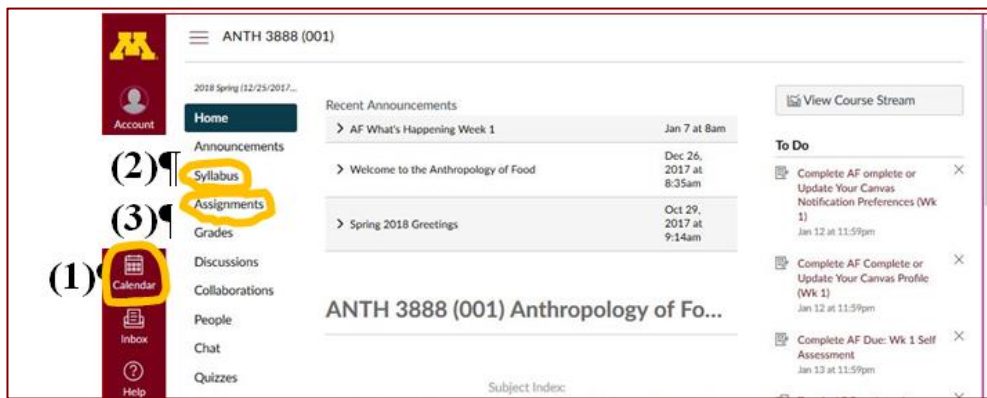 ANTH 3888 (001)
Account
(2)¶
(3)¶
(1)
Calendar
Inbox
Help
2018 Spring (12/25/2017...
Home
Announcements
Syllabus
Assignments
Grades
Discussions
Collaborations
People
Chat
Quizzes
Recent Announcements
AF What's Happening Week 1
Jan 7 at 8am
Welcome to the Anthropology of Food
Dec 26,
2017 at
8:35am
Spring 2018 Greetings
Oct 29,
2017 at
9:14am
ANTH 3888 (001) Anthropology of Fo...
Subject Index:
View Course Stream
To Do
Complete AF omplete or
Update Your Canvas
Notification Preferences (Wk
1)
Jan 12 at 11:59pm
Complete AF Complete or
Update Your Canvas Profile
(Wk 1)
Jan 12 at 11:59pm
Complete AF Due: Wk 1 Self
Assessment
Jan 13 at 11:59pm